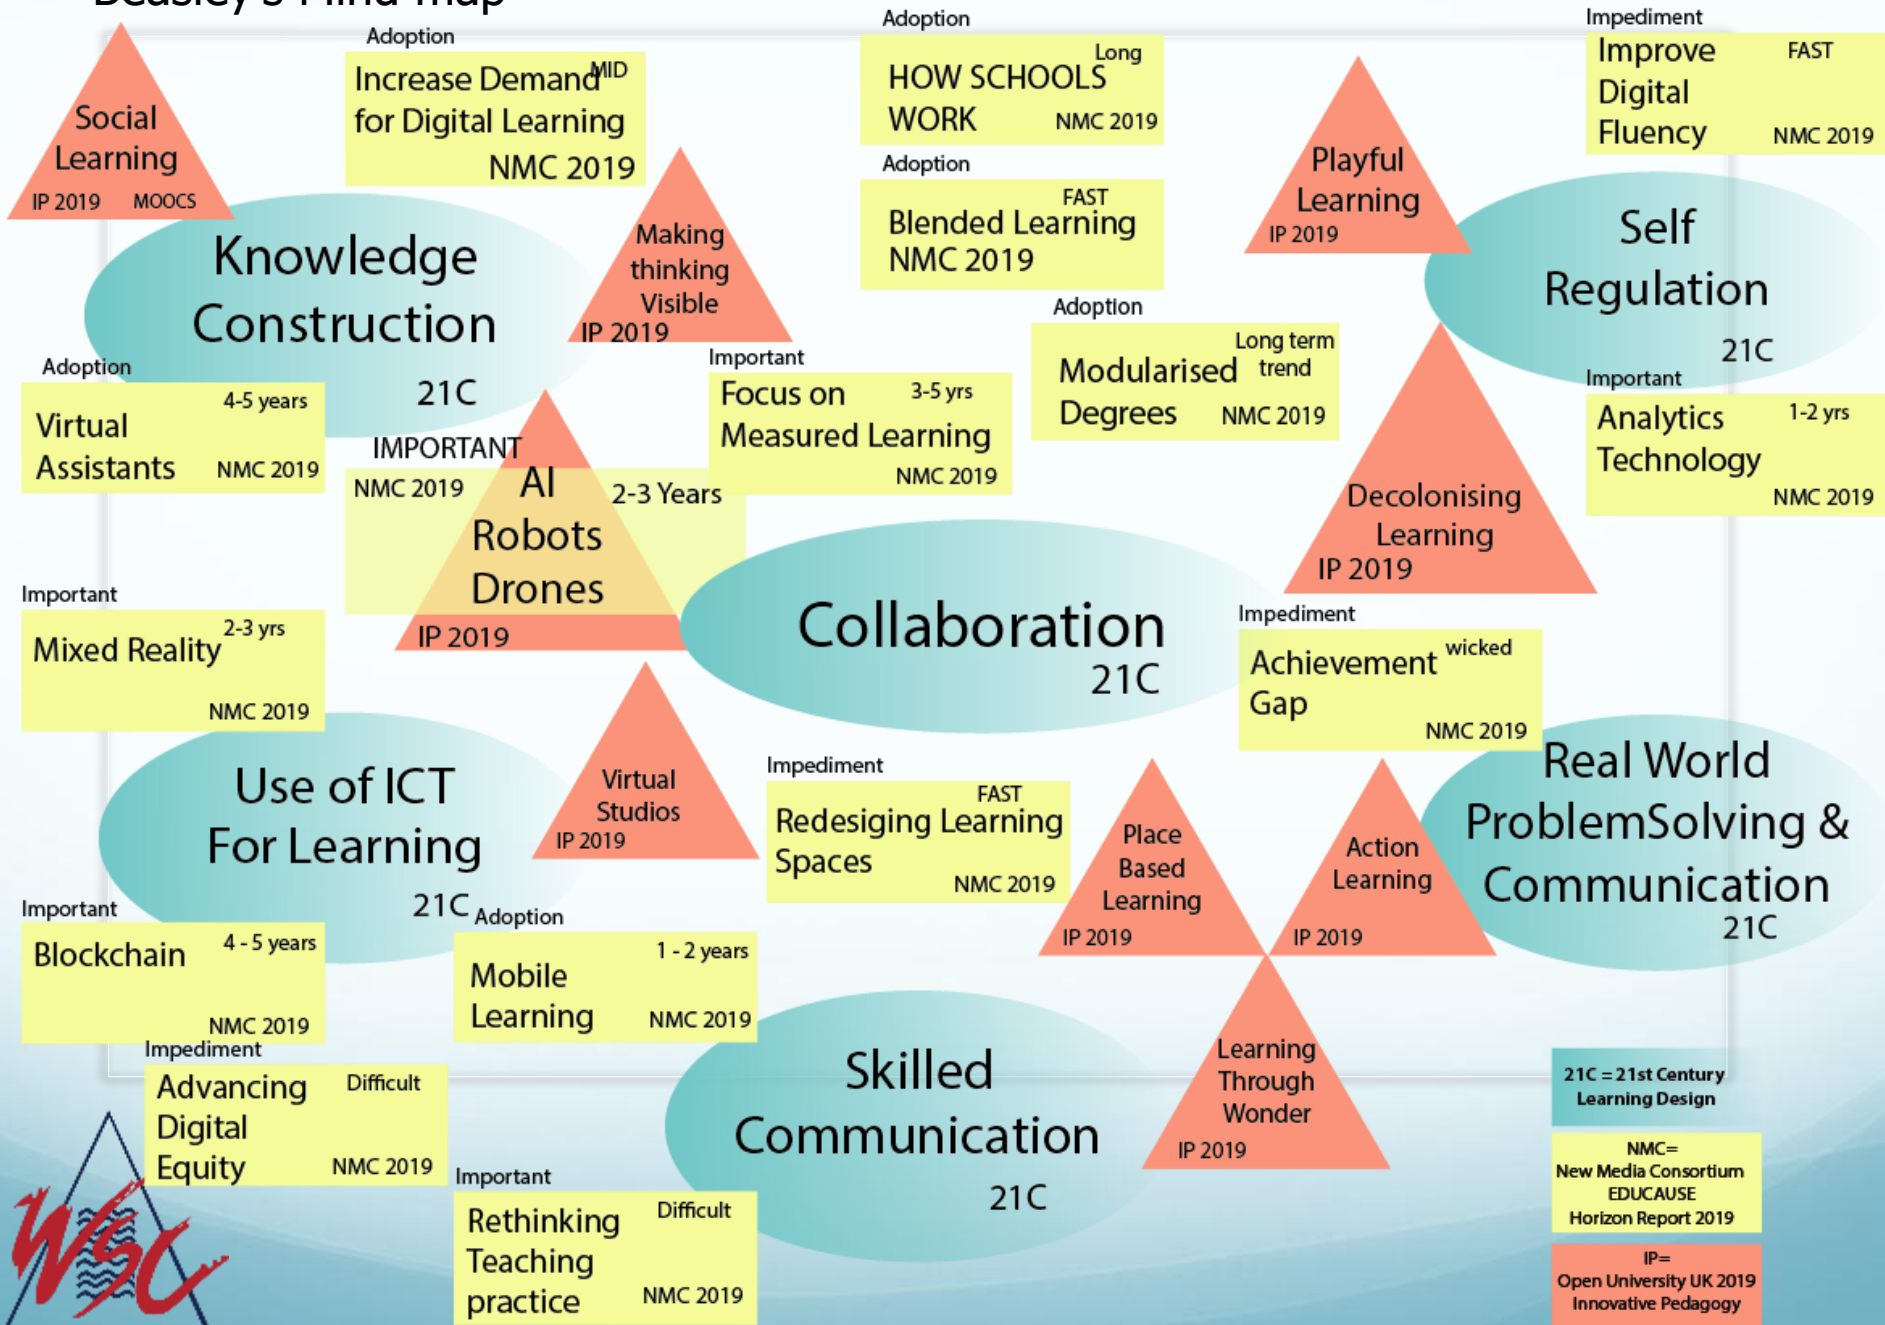 Beasley's Mind map
Social
Learning
IP 2019 MOOCS
Adoption
Increase Demand MID
for Digital Learning
NMC 2019
Adoption
Long
HOW SCHOOLS
WORK NMC 2019
Adoption
FAST
Blended Learning
NMC 2019
Impediment
Improve FAST
Digital
Fluency NMC 2019
Playful
Learning
IP 2019
Self
Regulation
21C
Knowledge
Construction
21C
Making
thinking
Visible
IP 2019
Adoption
4-5 years
Virtual
Assistants NMC 2019
IMPORTANT
NMC 2019 AI 2-3 Years
Robots
Drones
IP 2019
Important
Focus on 3-5 yrs
Measured Learning
NMC 2019
Adoption
Long term
Modularised trend
Degrees NMC 2019
Decolonising
Learning
IP 2019
Important
Analytics 1-2 yrs
Technology
NMC 2019
Important
Mixed Reality 2-3 yrs
NMC 2019
Collaboration
21C
Impediment
Achievement wicked
Gap
NMC 2019
Use of ICT
For Learning
21C
Virtual
Studios
IP 2019
Impediment
FAST
Redesiging Learning
Spaces
NMC 2019
Place
Based
Learning
IP 2019
Action
Learning
IP 2019
Real World
ProblemSolving &
Communication
21C
Important
Blockchain 4 - 5 years
NMC 2019
Adoption
1 - 2 years
Mobile
Learning NMC 2019
Impediment
Advancing Difficult
Digital
Equity NMC 2019
Important
Rethinking Difficult
Teaching
practice NMC 2019
Skilled
Communication
21C
Learning
Through
Wonder
IP 2019
21C = 21st Century
Learning Design
NMC=
New Media Consortium
EDUCAUSE
Horizon Report 2019
IP=
Open University UK 2019
Innovative Pedagogy
WSC